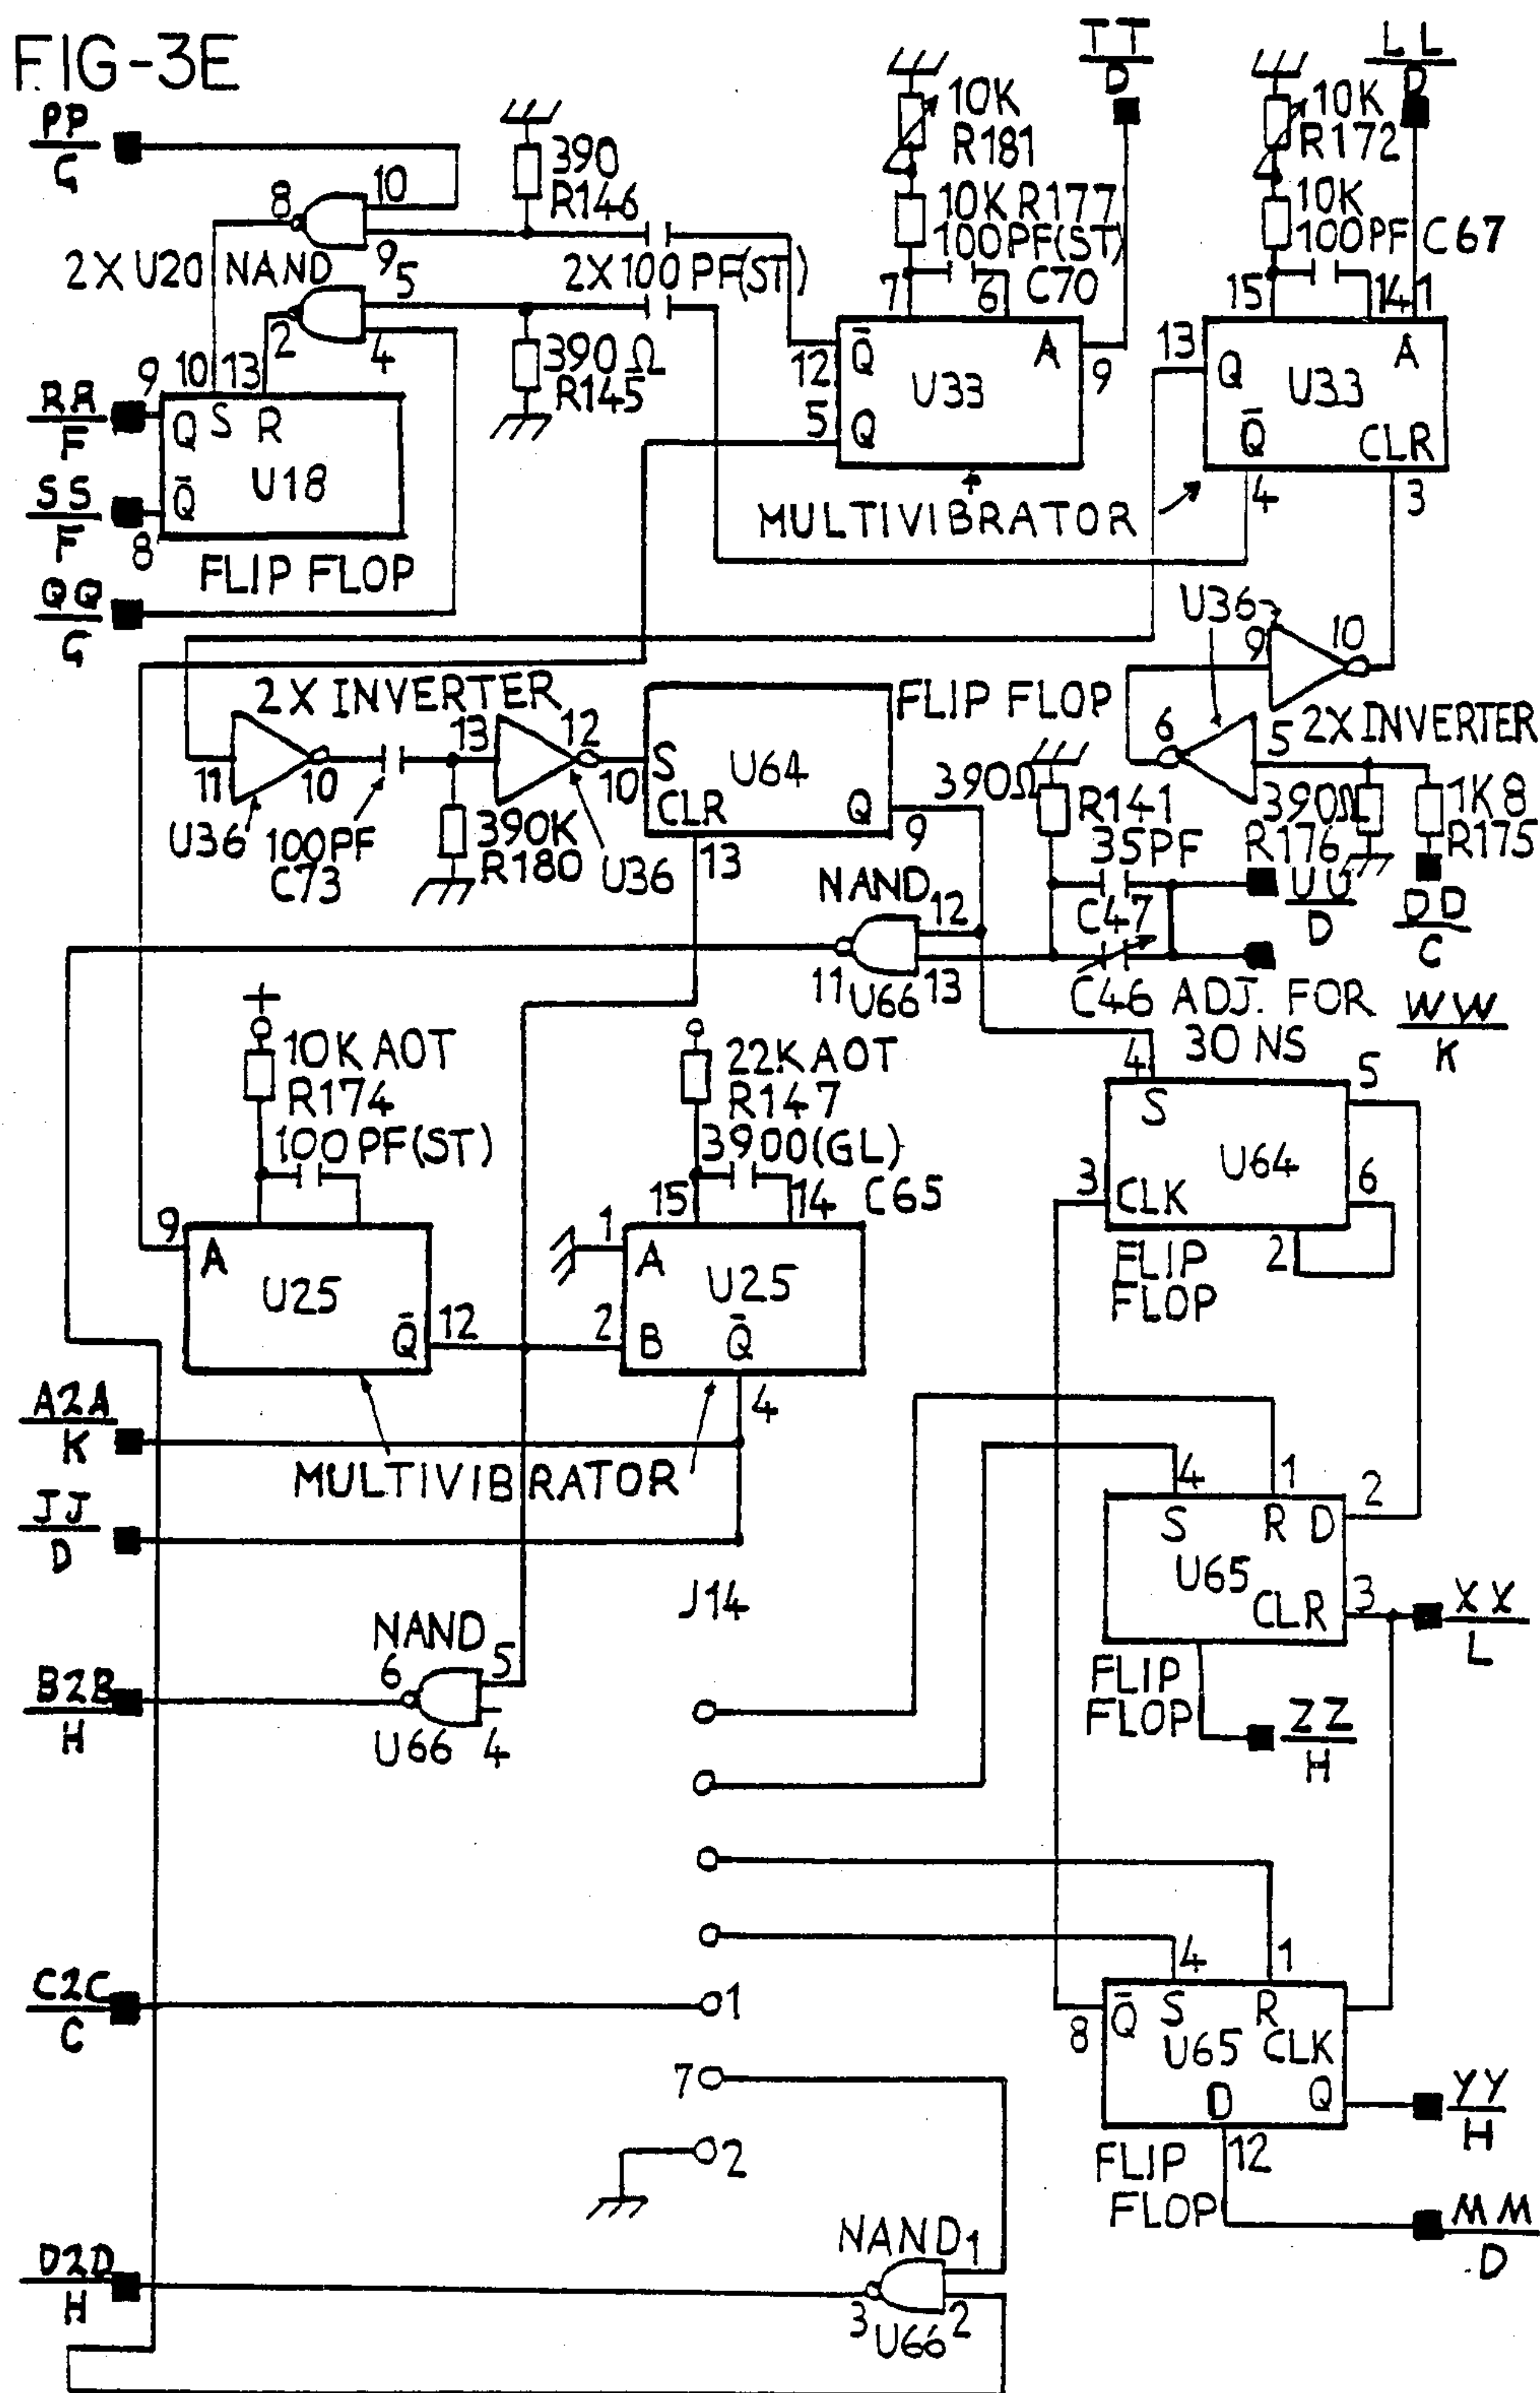 FIG-3E
TT
D
LL
D
PP
G
10K
R181
10K
R172
390
R146
8
10
9
10K R177
100PF(ST)
C70
10K
100PF C67
2X U20 NAND
5
2X100 PF(ST)
7
6
15
14
1
2
4
390Ω
R145
12
Q̄
A
9
U33
5
Q
13
Q
A
U33
Q̄
CLR
9
10
13
RR
F
Q
S
R
U18
SS
F
Q̄
8
FLIP FLOP
QQ
G
MULTIVIBRATOR
4
3
U36
9
10
2X INVERTER
FLIP FLOP
11
10
13
12
10
S
U64
CLR
Q
9
13
6
5
2X INVERTER
U36
100PF
C73
390K
R180
U36
390Ω
R141
35PF
C47
390Ω
R176
1K8
R175
UU
D
DD
C
NAND
12
11
U66
13
C46 ADJ. FOR
30 NS
WW
K
+
10K AOT
R174
100PF(ST)
22K AOT
R147
3900(GL)
C65
15
14
4
S
5
U64
3
CLK
6
2
FLIP
FLOP
9
A
U25
Q̄
12
1
A
U25
2
B
Q̄
4
A2A
K
MULTIVIBRATOR
JJ
D
4
1
2
S
R
D
U65
CLR
3
XX
L
J14
FLIP
FLOP
ZZ
H
NAND
6
5
U66
4
B2B
H
4
1
C2C
C
1
8
Q̄
S
R
U65
CLK
D
Q
YY
H
7
2
FLIP
FLOP
12
MM
D
NAND
1
3
U66
2
D2D
H